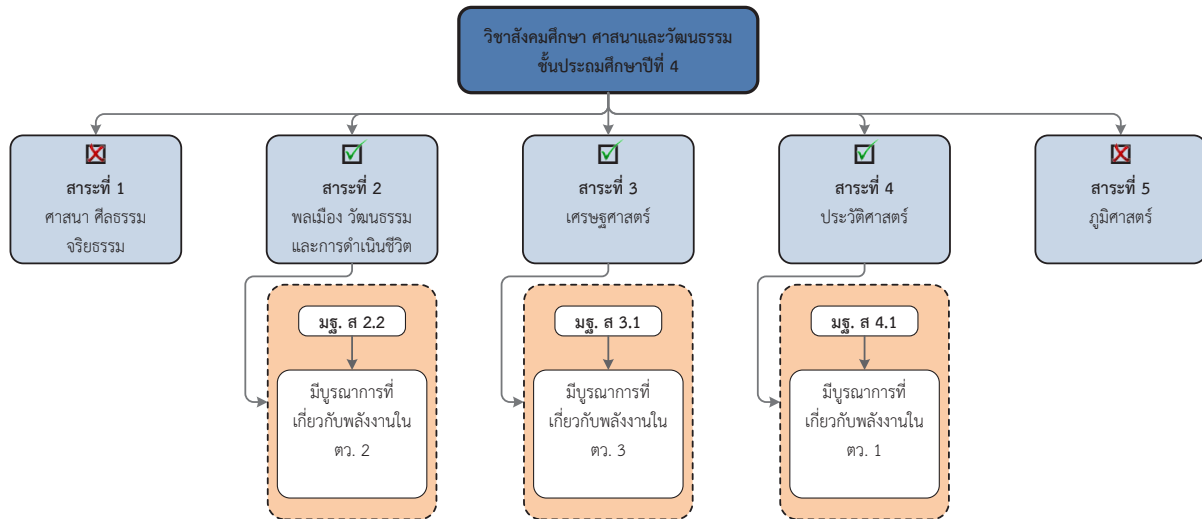 วิชาสังคมศึกษา ศาสนาและวัฒนธรรม
ชั้นประถมศึกษาปีที่ 4
สาระที่ 1
ศาสนา ศีลธรรม
จริยธรรม
สาระที่ 2
พลเมือง วัฒนธรรม
และการดำเนินชีวิต
สาระที่ 3
เศรษฐศาสตร์
สาระที่ 4
ประวัติศาสตร์
สาระที่ 5
ภูมิศาสตร์
มฐ. ส 2.2
มีบูรณาการที่
เกี่ยวกับพลังงานใน
ตว. 2
มฐ. ส 3.1
มีบูรณาการที่
เกี่ยวกับพลังงานใน
ตว. 3
มฐ. ส 4.1
มีบูรณาการที่
เกี่ยวกับพลังงานใน
ตว. 1